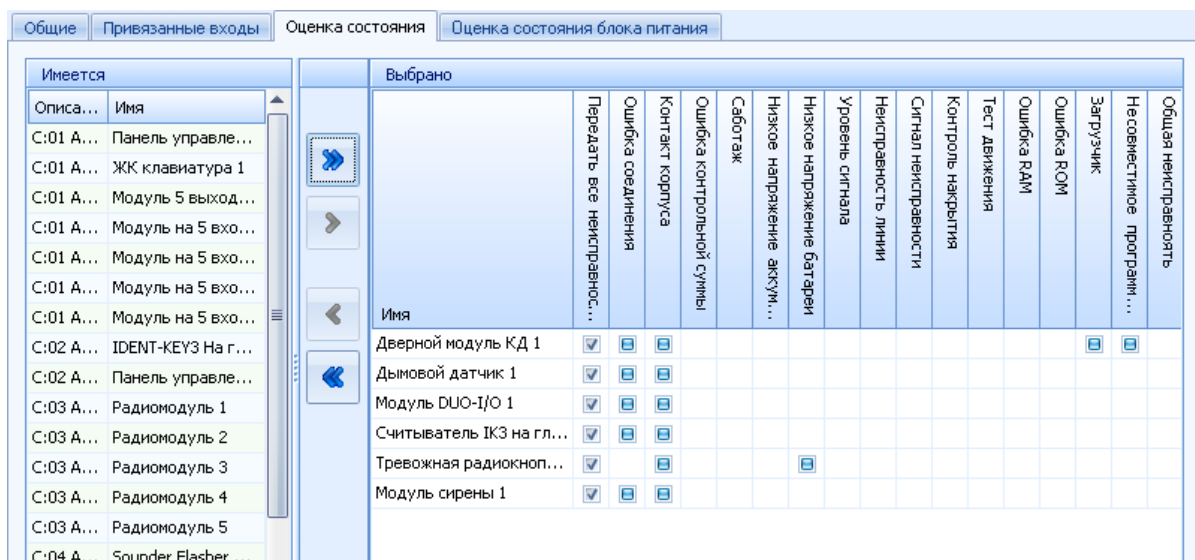 Общие Привязанные входы Оценка состояния Оценка состояния блока питания
Имеется
Выбрано
Описа... Имя
C:01 A... Панель управле...
C:01 A... ЖК клавиатура 1
C:01 A... Модуль 5 выход...
C:01 A... Модуль на 5 вхо...
C:01 A... Модуль на 5 вхо...
C:01 A... Модуль на 5 вхо...
C:01 A... Модуль на 5 вхо...
C:02 A... IDENT-KEY3 На г...
C:02 A... Панель управле...
C:03 A... Радиомодуль 1
C:03 A... Радиомодуль 2
C:03 A... Радиомодуль 3
C:03 A... Радиомодуль 4
C:03 A... Радиомодуль 5
C:04 A... Sounder Flasher ...
Имя
Передать все неисправнос...
Ошибка соединения
Контакт корпуса
Ошибка контрольной суммы
Саботаж
Низкое напряжение аккум...
Низкое напряжение батареи
Уровень сигнала
Неисправность линии
Сигнал неисправности
Контроль накрытия
Тест движения
Ошибка RAM
Ошибка ROM
Загрузчик
Несовместимое программ...
Общая неисправноять
Дверной модуль КД 1
Дымовой датчик 1
Модуль DUO-I/O 1
Считыватель IK3 на гл...
Тревожная радиокноп...
Модуль сирены 1